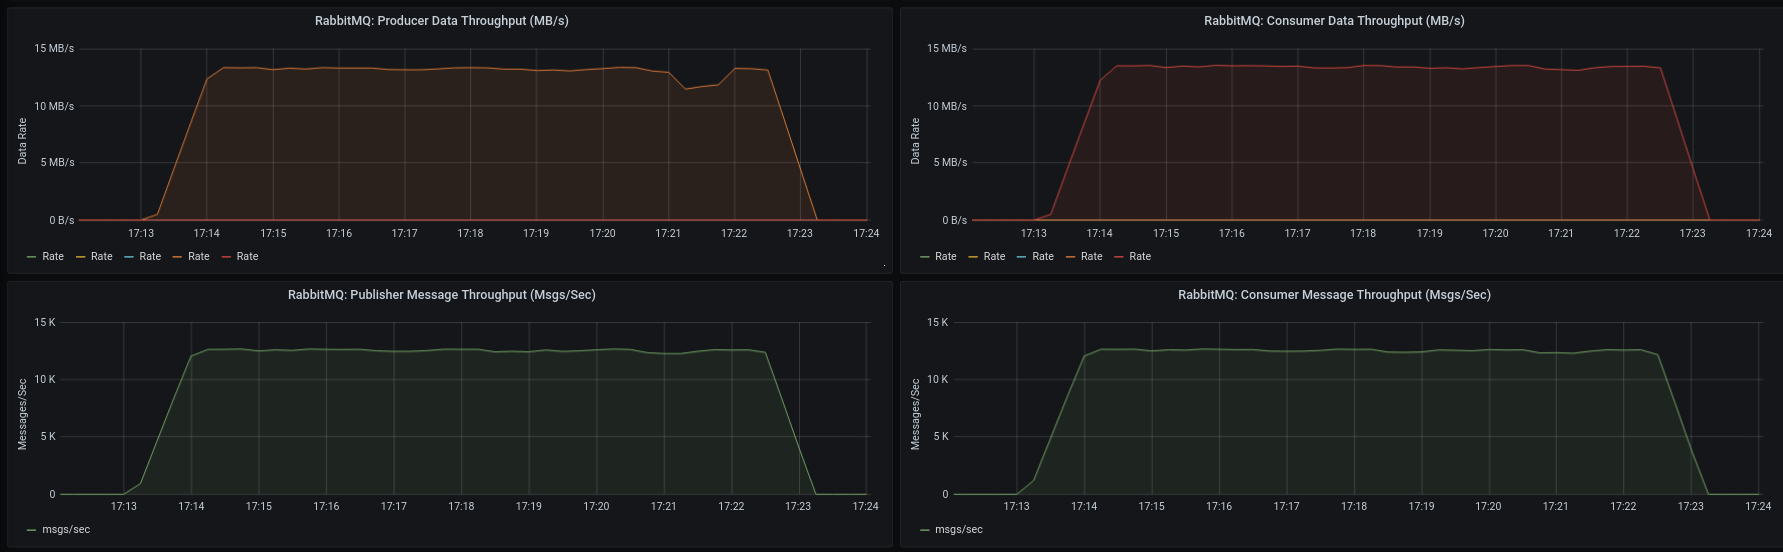 RabbitMQ: Producer Data Throughput (MB/s)
15 MB/s
10 MB/s
5 MB/s
0 B/s
Data Rate
17:13 17:14 17:15 17:16 17:17 17:18 17:19 17:20 17:21 17:22 17:23 17:24
Rate Rate Rate Rate Rate
RabbitMQ: Consumer Data Throughput (MB/s)
15 MB/s
10 MB/s
5 MB/s
0 B/s
Data Rate
17:13 17:14 17:15 17:16 17:17 17:18 17:19 17:20 17:21 17:22 17:23 17:24
Rate Rate Rate Rate Rate
RabbitMQ: Publisher Message Throughput (Msgs/Sec)
15 K
10 K
5 K
0
Messages/Sec
17:13 17:14 17:15 17:16 17:17 17:18 17:19 17:20 17:21 17:22 17:23 17:24
msgs/sec
RabbitMQ: Consumer Message Throughput (Msgs/Sec)
15 K
10 K
5 K
0
Messages/Sec
17:13 17:14 17:15 17:16 17:17 17:18 17:19 17:20 17:21 17:22 17:23 17:24
msgs/sec